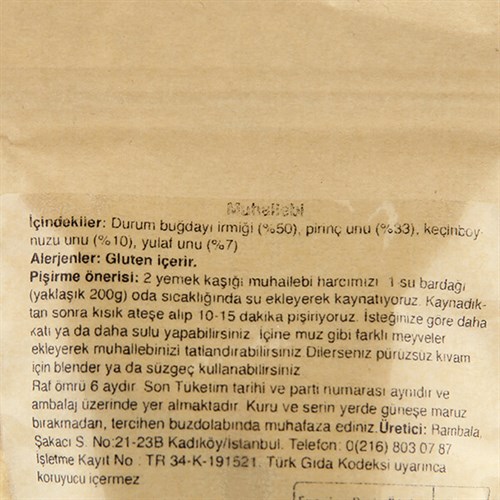 Muhallebi
İçindekiler: Durum buğdayı irmiği (%50), pirinç unu (%33), keçinboy-
nuzu unu (%10), yulaf unu (%7)
Alerjenler: Gluten içerir.
Pişirme önerisi: 2 yemek kaşığı muhallebi harcımızı 1 su bardağı
(yaklaşık 200g) oda sıcaklığında su ekleyerek kaynatıyoruz. Kaynadık-
tan sonra kısık ateşe alıp 10-15 dakika pişiriyoruz. İsteğinize göre daha
katı ya da daha sulu yapabilirsiniz. İçine muz gibi farklı meyveler
ekleyerek muhallebinizi tatlandırabilirsiniz Dilerseniz pürüzsüz kıvam
için blender ya da süzgeç kullanabilirsiniz
Raf ömrü 6 aydır. Son Tüketim tarihi ve parti numarası ayrıdır ve
ambalaj üzerinde yer almaktadır. Kuru ve serin yerde güneşe maruz
bırakmadan, tercihen buzdolabında muhafaza ediniz. Üretici: Rambala,
Şakacı S. No:21-23B Kadıköy/İstanbul. Telefon: 0(216) 803 07 87
İşletme Kayıt No : TR 34-K-191521. Türk Gıda Kodeksi uyarınca
koruyucu içermez